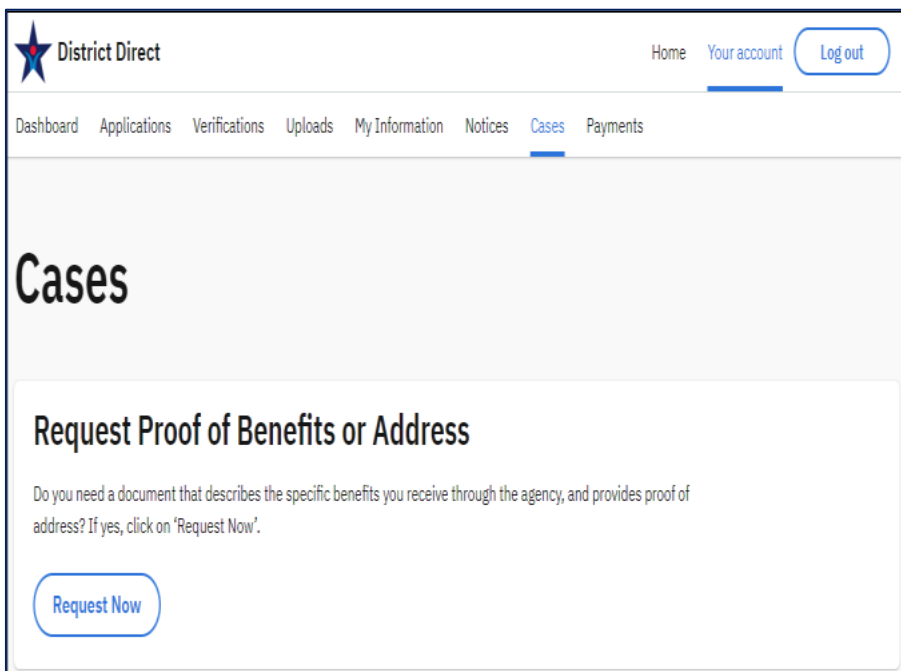 District Direct
Home Your account Log out
Dashboard Applications Verifications Uploads My Information Notices Cases Payments
Cases
Request Proof of Benefits or Address
Do you need a document that describes the specific benefits you receive through the agency, and provides proof of
address? If yes, click on ‘Request Now’.
Request Now